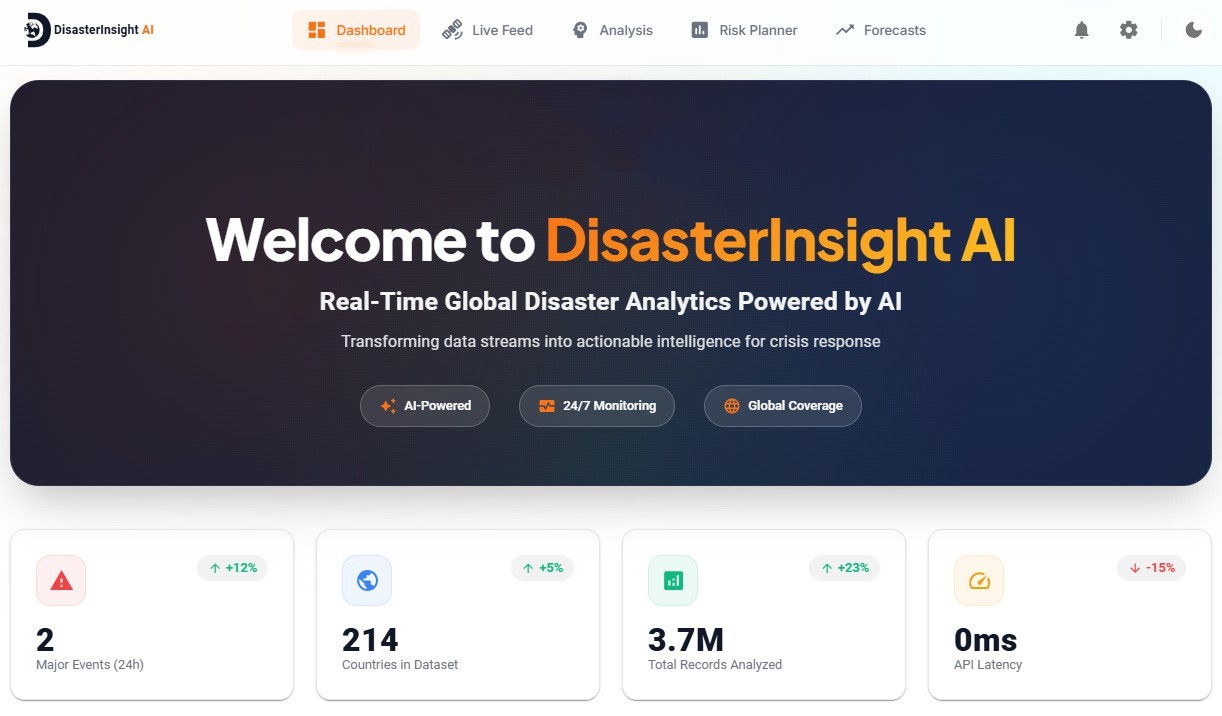 DisasterInsight AI
Dashboard
Live Feed
Analysis
Risk Planner
Forecasts
Welcome to DisasterInsight AI
Real-Time Global Disaster Analytics Powered by AI
Transforming data streams into actionable intelligence for crisis response
AI-Powered
24/7 Monitoring
Global Coverage
+12%
2
Major Events (24h)
+5%
214
Countries in Dataset
+23%
3.7M
Total Records Analyzed
-15%
0ms
API Latency